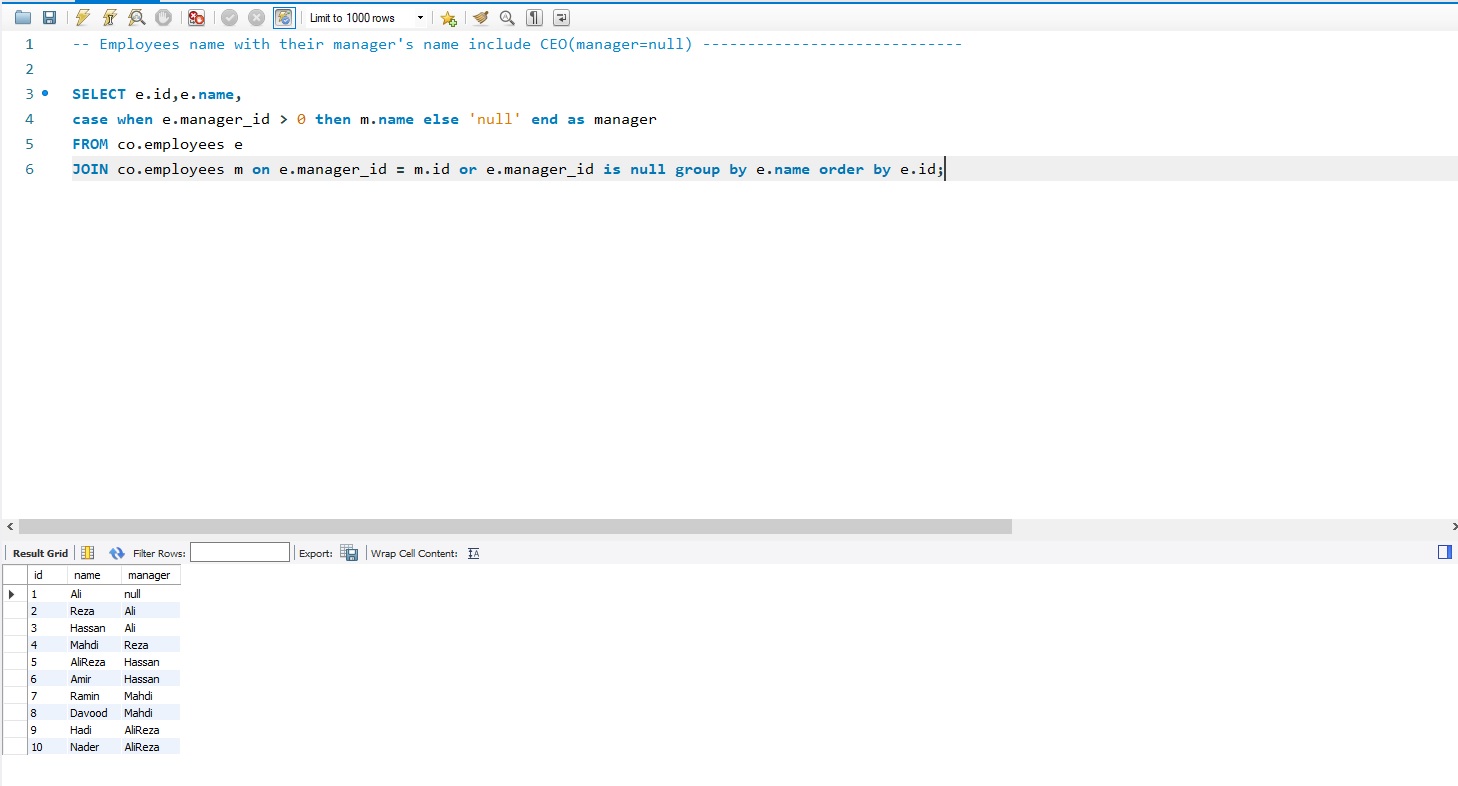 Limit to 1000 rows
1 -- Employees name with their manager's name include CEO(manager=null) -----------------------------
2
3 SELECT e.id,e.name,
4 case when e.manager_id > 0 then m.name else 'null' end as manager
5 FROM co.employees e
6 JOIN co.employees m on e.manager_id = m.id or e.manager_id is null group by e.name order by e.id;
Result Grid Filter Rows: Export: Wrap Cell Content:
id name manager
1 Ali null
2 Reza Ali
3 Hassan Ali
4 Mahdi Reza
5 AliReza Hassan
6 Amir Hassan
7 Ramin Mahdi
8 Davood Mahdi
9 Hadi AliReza
10 Nader AliReza